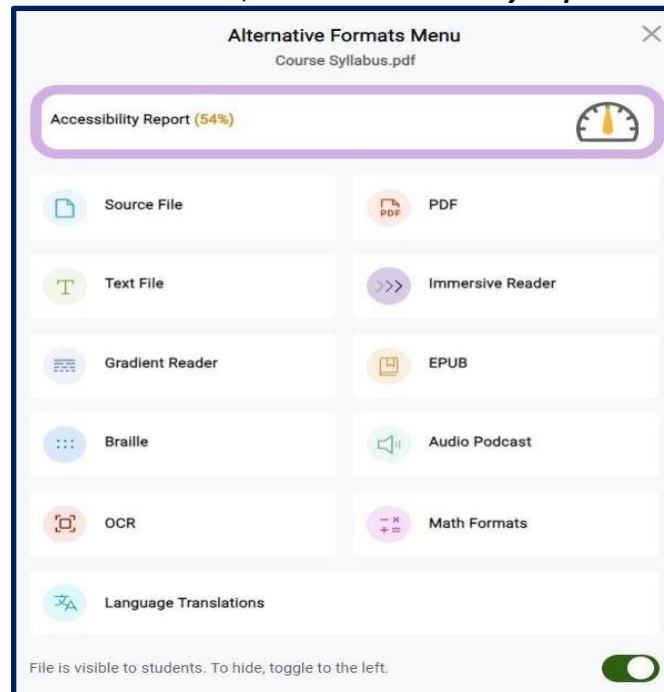 Alternative Formats Menu
Course Syllabus.pdf
Accessibility Report (54%)
Source File
PDF
PDF
T
Text File
Immersive Reader
Gradient Reader
EPUB
Braille
Audio Podcast
OCR
Math Formats
文A
Language Translations
File is visible to students. To hide, toggle to the left.